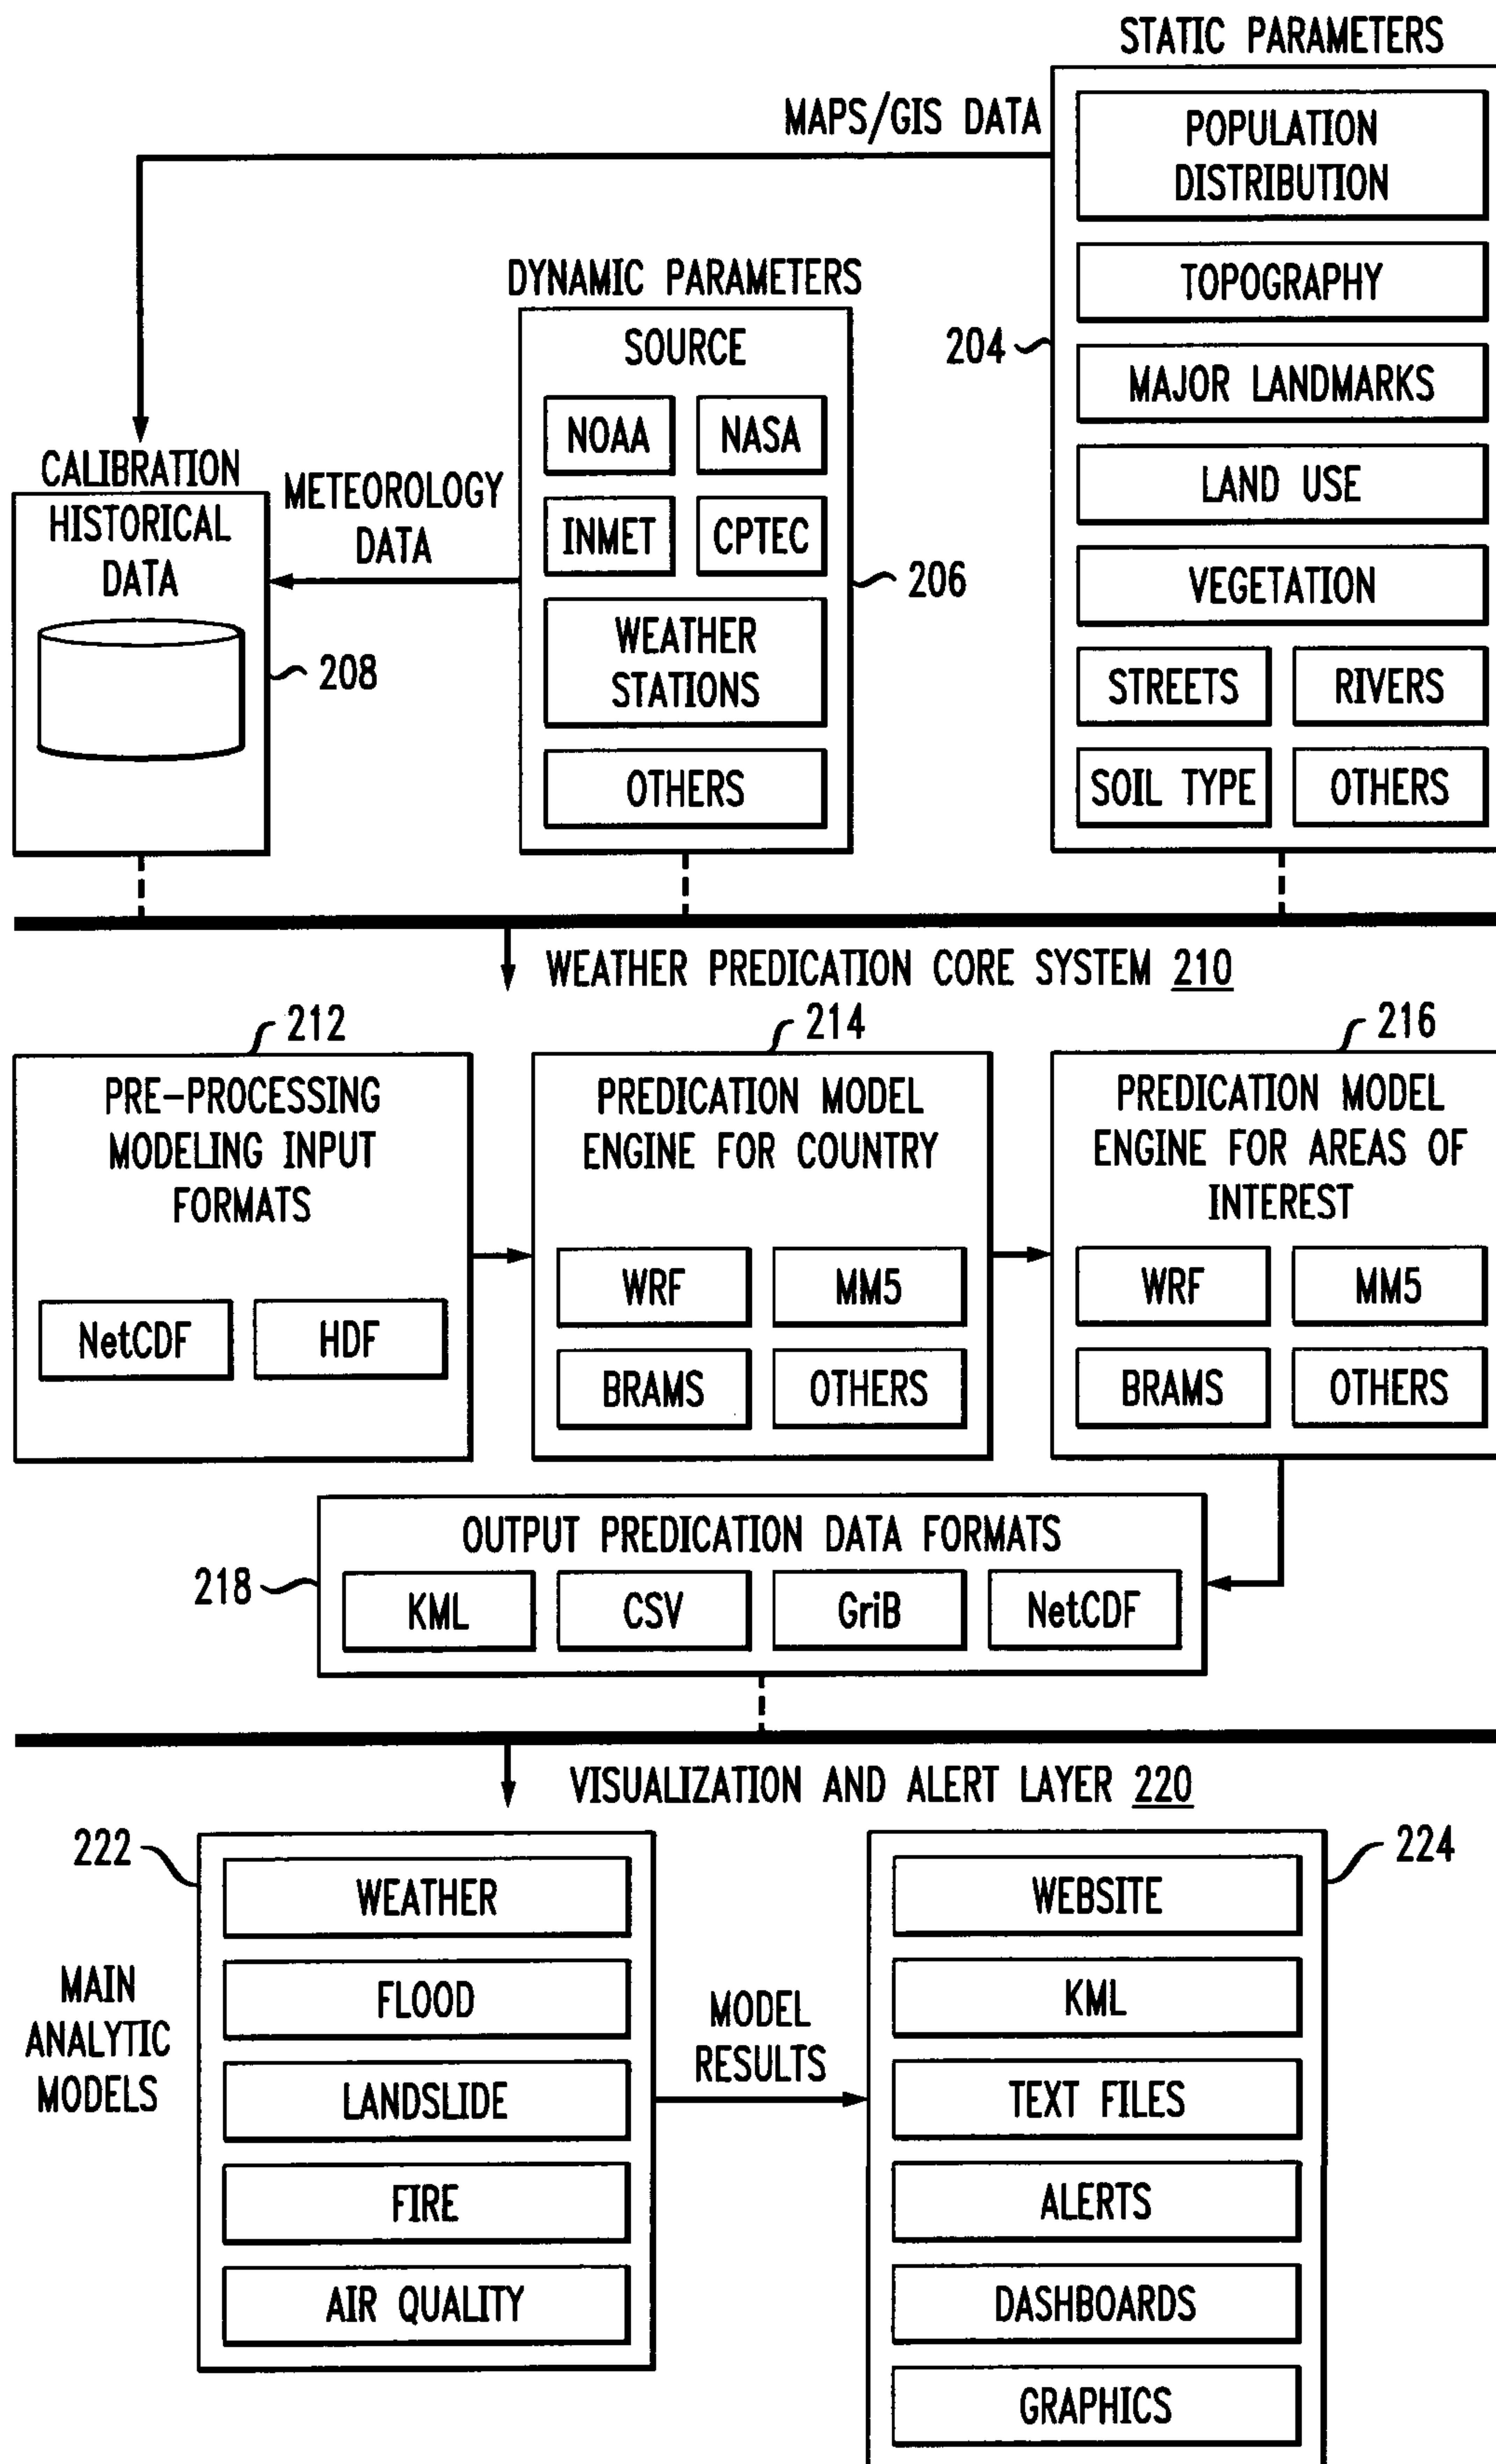 STATIC PARAMETERS
MAPS/GIS DATA
POPULATION
DISTRIBUTION
TOPOGRAPHY
204
MAJOR LANDMARKS
LAND USE
VEGETATION
STREETS
RIVERS
SOIL TYPE
OTHERS
DYNAMIC PARAMETERS
SOURCE
NOAA
NASA
INMET
CPTEC
206
WEATHER
STATIONS
OTHERS
METEOROLOGY
DATA
CALIBRATION
HISTORICAL
DATA
208
WEATHER PREDICATION CORE SYSTEM 210
212
PRE-PROCESSING
MODELING INPUT
FORMATS
NetCDF
HDF
214
PREDICATION MODEL
ENGINE FOR COUNTRY
WRF
MM5
BRAMS
OTHERS
216
PREDICATION MODEL
ENGINE FOR AREAS OF
INTEREST
WRF
MM5
BRAMS
OTHERS
OUTPUT PREDICATION DATA FORMATS
218
KML
CSV
GriB
NetCDF
VISUALIZATION AND ALERT LAYER 220
222
MAIN
ANALYTIC
MODELS
WEATHER
FLOOD
LANDSLIDE
FIRE
AIR QUALITY
MODEL
RESULTS
224
WEBSITE
KML
TEXT FILES
ALERTS
DASHBOARDS
GRAPHICS